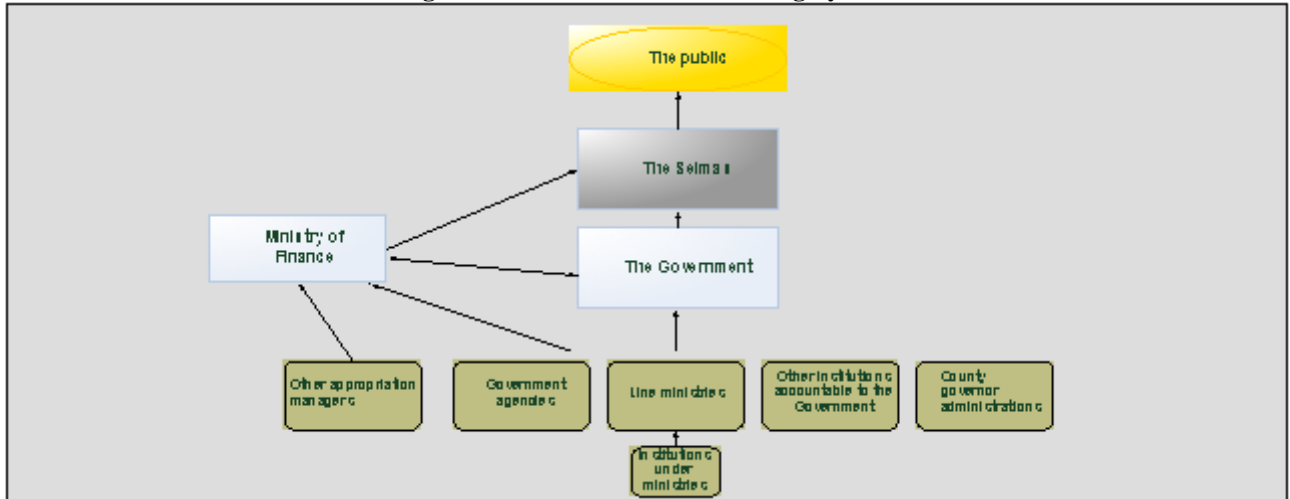 The public
The Seimas
Ministry of
Finance
The Government
Other appropriation
managers
Government
agencies
Line ministries
Other institutions
accountable to the
Government
County
governor
administrations
Institutions
under
ministries